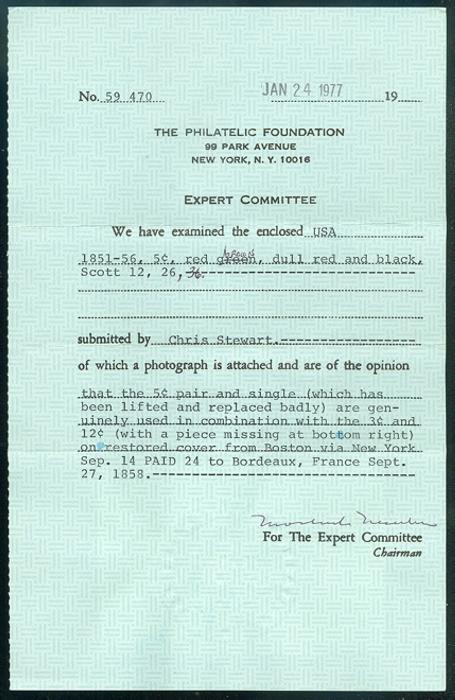 No. 59 470 JAN 24 1977 19
THE PHILATELIC FOUNDATION
99 PARK AVENUE
NEW YORK, N. Y. 10016
EXPERT COMMITTEE
We have examined the enclosed USA
brown
1851-56, 5¢, red green, dull red and black,
Scott 12, 26, 36.
submitted by Chris Stewart.
of which a photograph is attached and are of the opinion
that the 5¢ pair and single (which has
been lifted and replaced badly) are gen-
uinely used in combination with the 3¢ and
12¢ (with a piece missing at bottom right)
on restored cover from Boston via New York
Sep. 14 PAID 24 to Bordeaux, France Sept.
27, 1858.
For The Expert Committee
Chairman